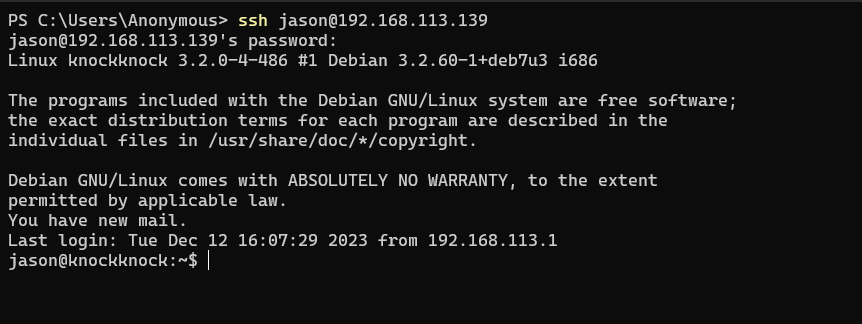 PS C:\Users\Anonymous> ssh jason@192.168.113.139
jason@192.168.113.139's password:
Linux knockknock 3.2.0-4-486 #1 Debian 3.2.60-1+deb7u3 i686
The programs included with the Debian GNU/Linux system are free software;
the exact distribution terms for each program are described in the
individual files in /usr/share/doc/*/copyright.
Debian GNU/Linux comes with ABSOLUTELY NO WARRANTY, to the extent
permitted by applicable law.
You have new mail.
Last login: Tue Dec 12 16:07:29 2023 from 192.168.113.1
jason@knockknock:~$